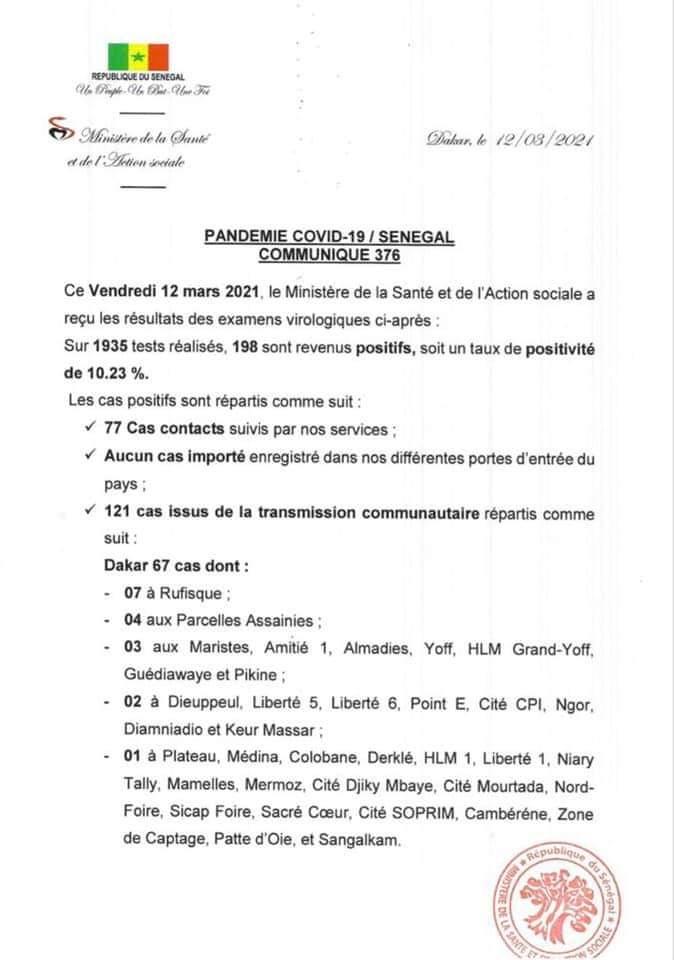 REPUBLIQUE DU SENEGAL
Un Peuple-Un But-Une Foi
Ministère de la Santé
et de l'Action sociale
Dakar, le 12/03/2021
PANDEMIE COVID-19 / SENEGAL
COMMUNIQUE 376
Ce Vendredi 12 mars 2021, le Ministère de la Santé et de l'Action sociale a
reçu les résultats des examens virologiques ci-après :
Sur 1935 tests réalisés, 198 sont revenus positifs, soit un taux de positivité
de 10.23 %.
Les cas positifs sont répartis comme suit :
✓ 77 Cas contacts suivis par nos services ;
✓ Aucun cas importé enregistré dans nos différentes portes d'entrée du
pays ;
✓ 121 cas issus de la transmission communautaire répartis comme
suit :
Dakar 67 cas dont :
- 07 à Rufisque ;
- 04 aux Parcelles Assainies ;
- 03 aux Maristes, Amitié 1, Almadies, Yoff, HLM Grand-Yoff,
Guédiawaye et Pikine ;
- 02 à Dieuppeul, Liberté 5, Liberté 6, Point E, Cité CPI, Ngor,
Diamniadio et Keur Massar ;
- 01 à Plateau, Médina, Colobane, Derklé, HLM 1, Liberté 1, Niary
Tally, Mamelles, Mermoz, Cité Djiky Mbaye, Cité Mourtada, Nord-
Foire, Sicap Foire, Sacré Cœur, Cité SOPRIM, Cambéréne, Zone
de Captage, Patte d'Oie, et Sangalkam.
République du Sénégal
MINISTERE DE LA SANTE ET SOCIALE